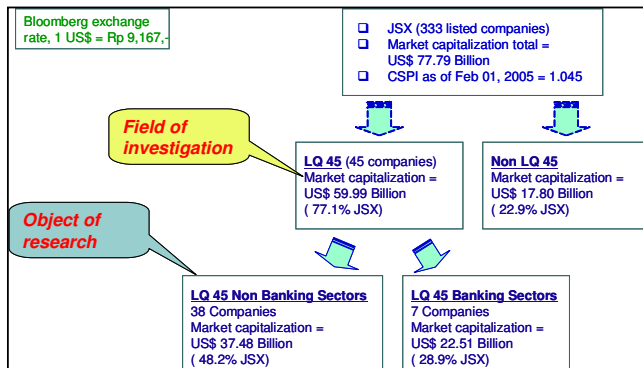 Bloomberg exchange
rate, 1 US$ = Rp 9,167,-
❑ JSX (333 listed companies)
❑ Market capitalization total =
US$ 77.79 Billion
❑ CSPI as of Feb 01, 2005 = 1.045
Field of
investigation
LQ 45 (45 companies)
Market capitalization =
US$ 59.99 Billion
( 77.1% JSX)
Non LQ 45
Market capitalization =
US$ 17.80 Billion
( 22.9% JSX)
Object of
research
LQ 45 Non Banking Sectors
38 Companies
Market capitalization =
US$ 37.48 Billion
(48.2% JSX)
LQ 45 Banking Sectors
7 Companies
Market capitalization =
US$ 22.51 Billion
( 28.9% JSX)